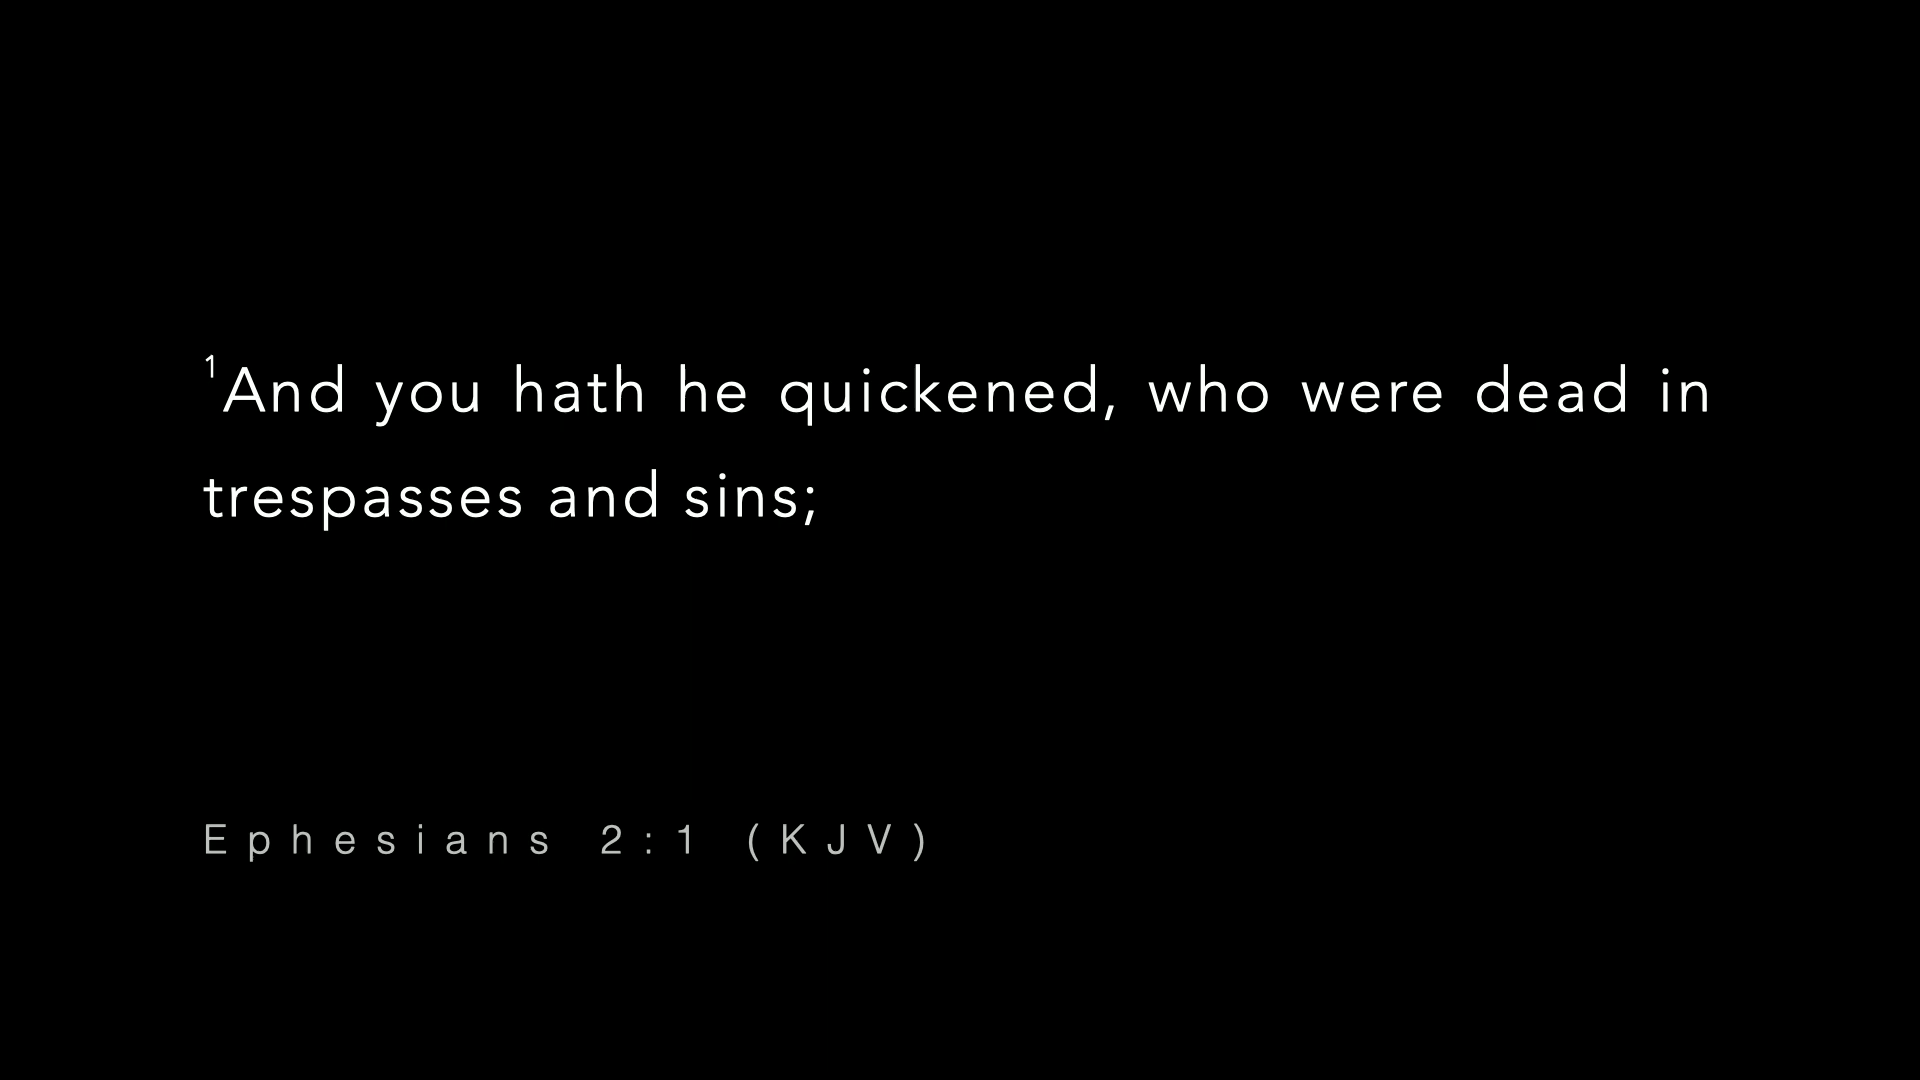 ¹And you hath he quickened, who were dead in
trespasses and sins;
Ephesians 2:1 (KJV)